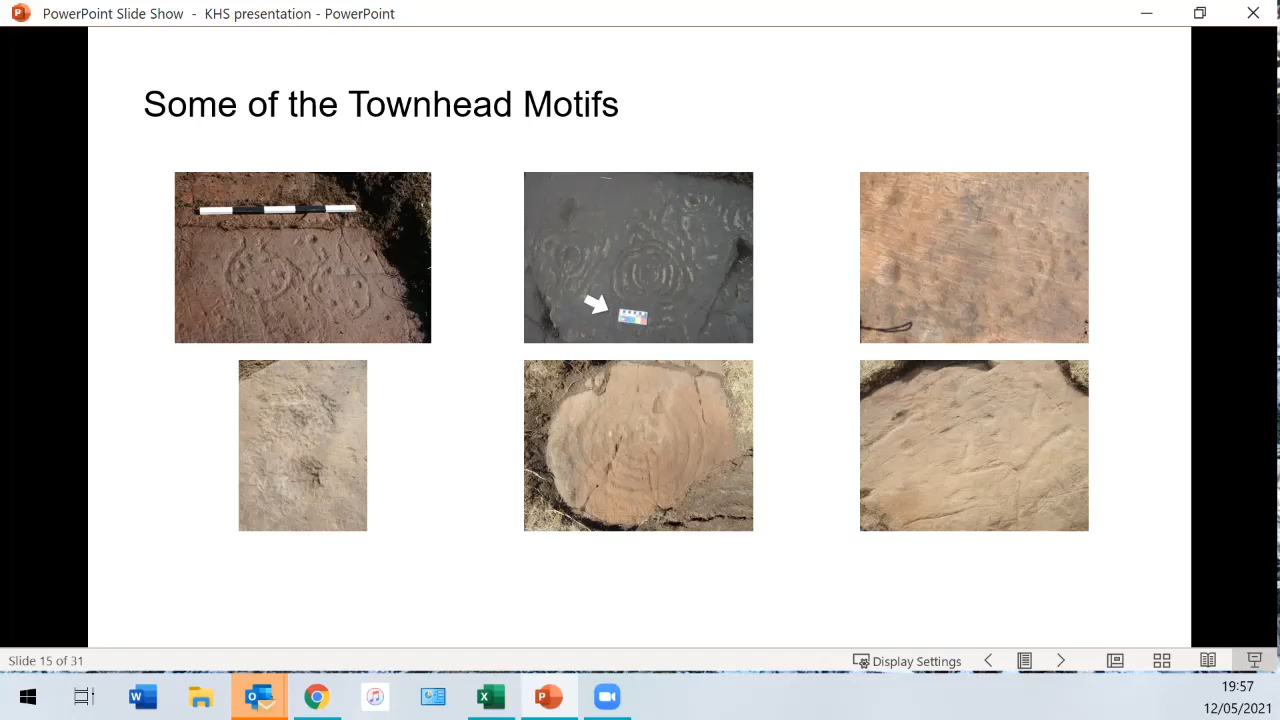 PowerPoint Slide Show - KHS presentation - PowerPoint
Some of the Townhead Motifs
Slide 15 of 31
Display Settings
19:57
12/05/2021